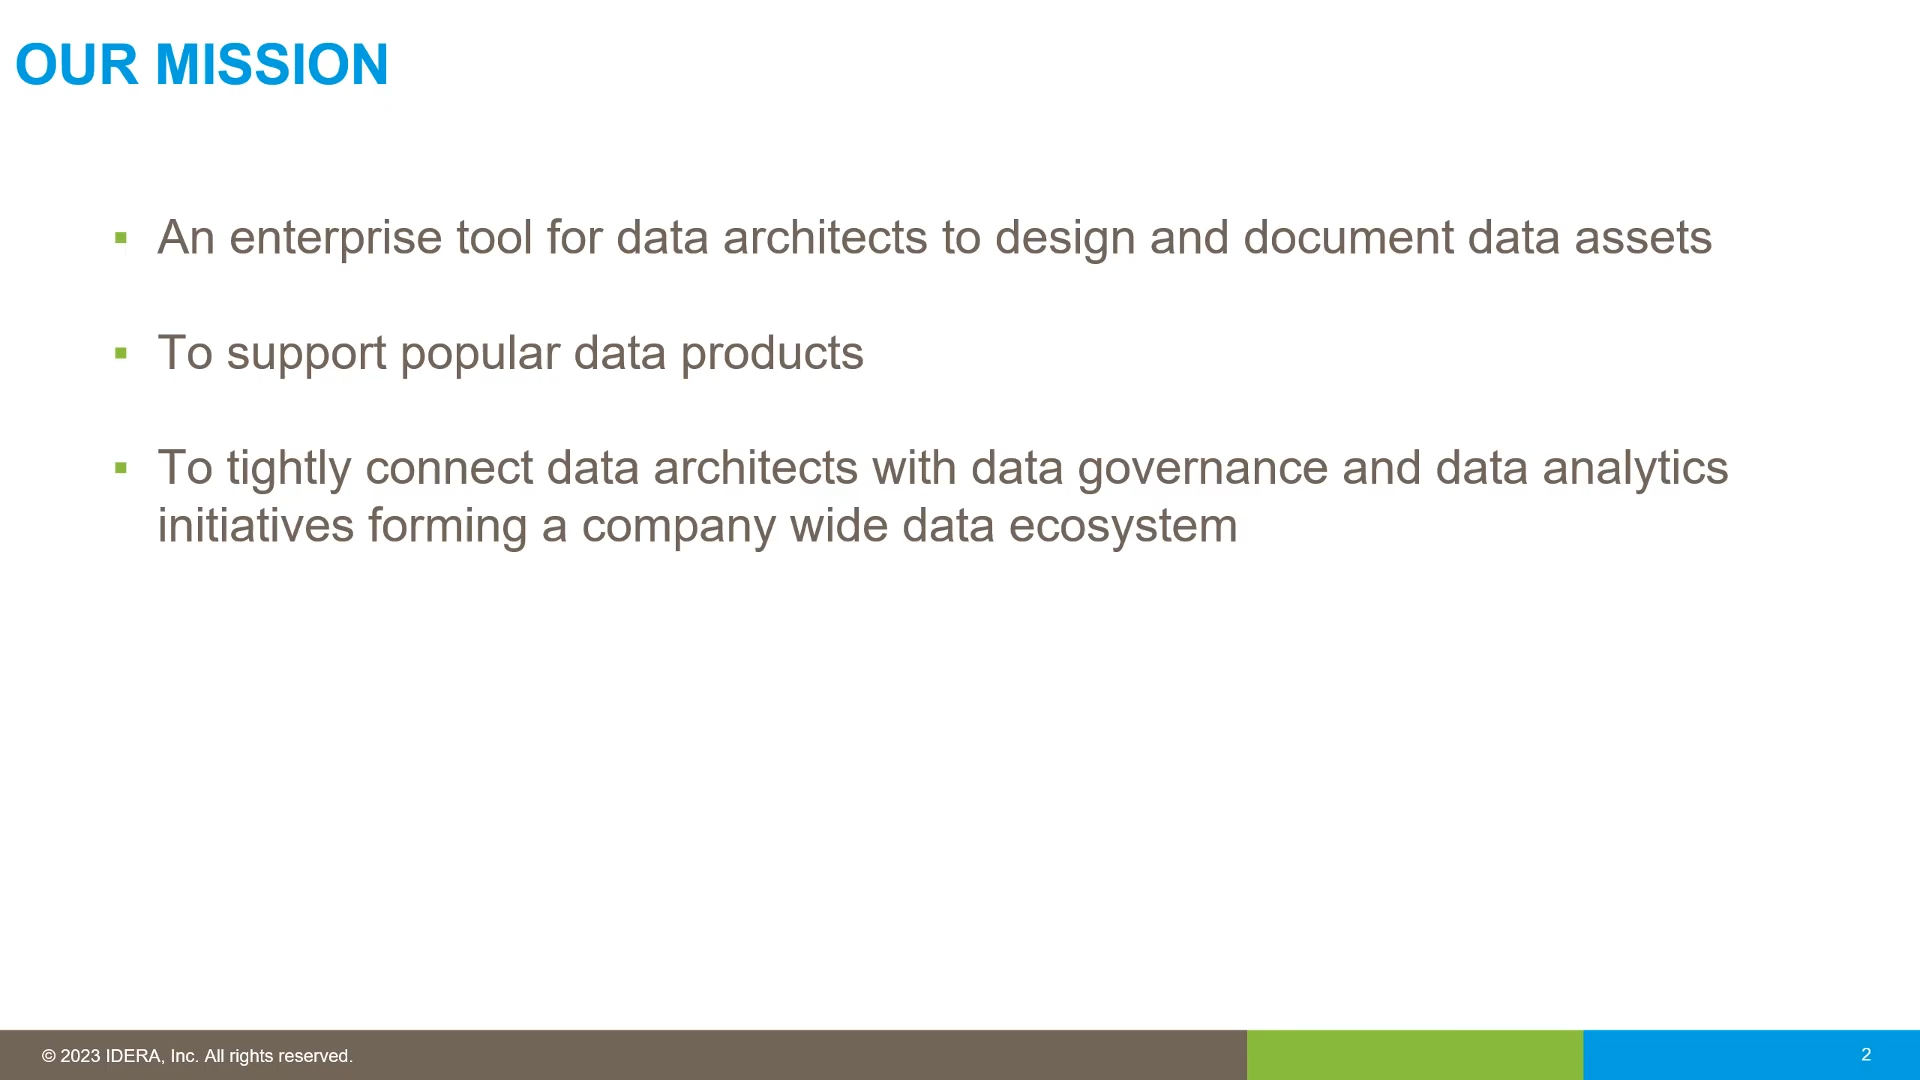 OUR MISSION
▪ An enterprise tool for data architects to design and document data assets
▪ To support popular data products
▪ To tightly connect data architects with data governance and data analytics
initiatives forming a company wide data ecosystem
© 2023 IDERA, Inc. All rights reserved.
2